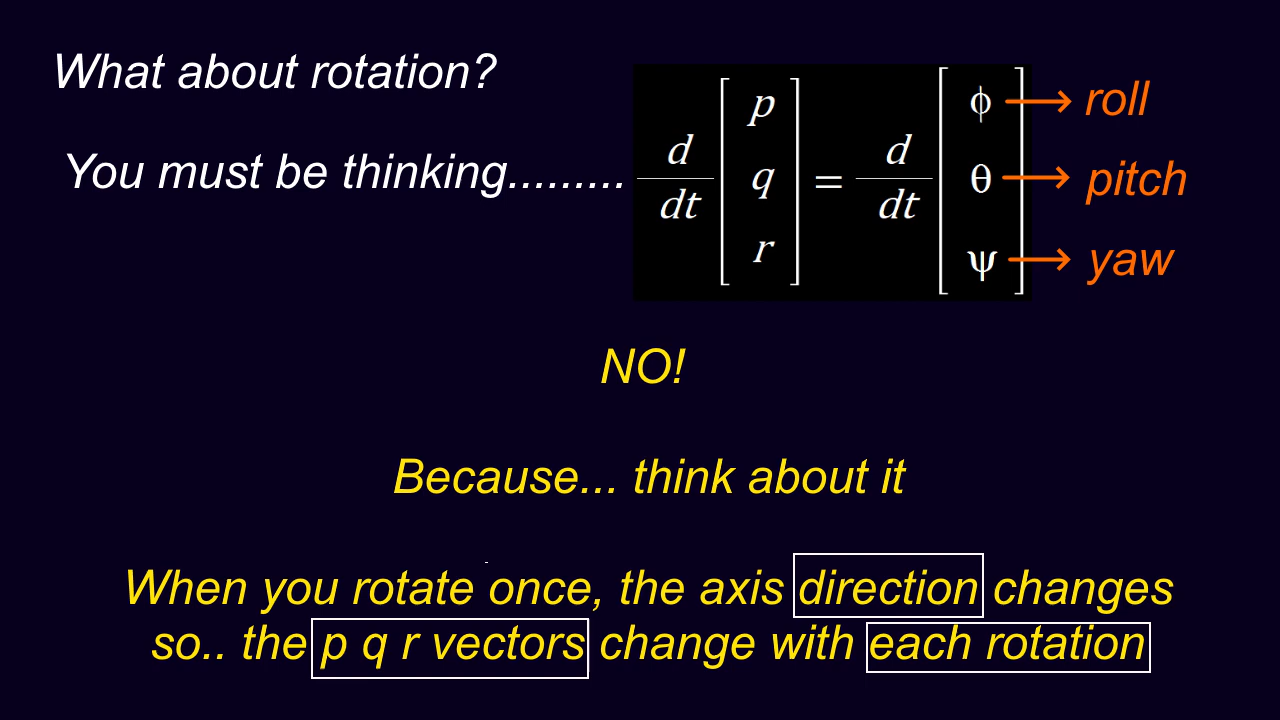 What about rotation?
You must be thinking.........
d/dt [ p q r ] = d/dt [ ϕ θ ψ ]
→ roll
→ pitch
→ yaw
NO!
Because... think about it
When you rotate once, the axis direction changes
so.. the p q r vectors change with each rotation